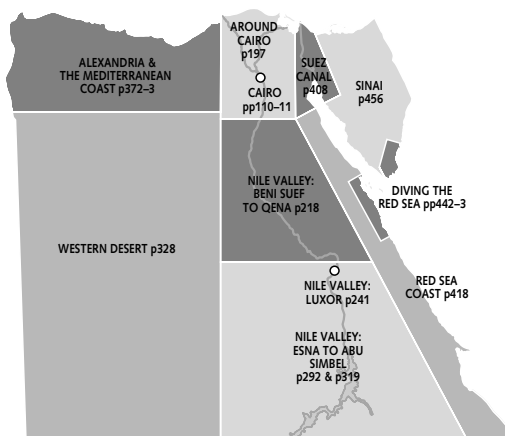 AROUND
CAIRO
p197
ALEXANDRIA &
THE MEDITERRANEAN
COAST p372–3
SUEZ
CANAL
p408
SINAI
p456
CAIRO
pp110–11
NILE VALLEY:
BENI SUEF
TO QENA p218
DIVING THE
RED SEA pp442–3
WESTERN DESERT p328
RED SEA
COAST p418
NILE VALLEY:
LUXOR p241
NILE VALLEY:
ESNA TO ABU
SIMBEL
p292 & p319